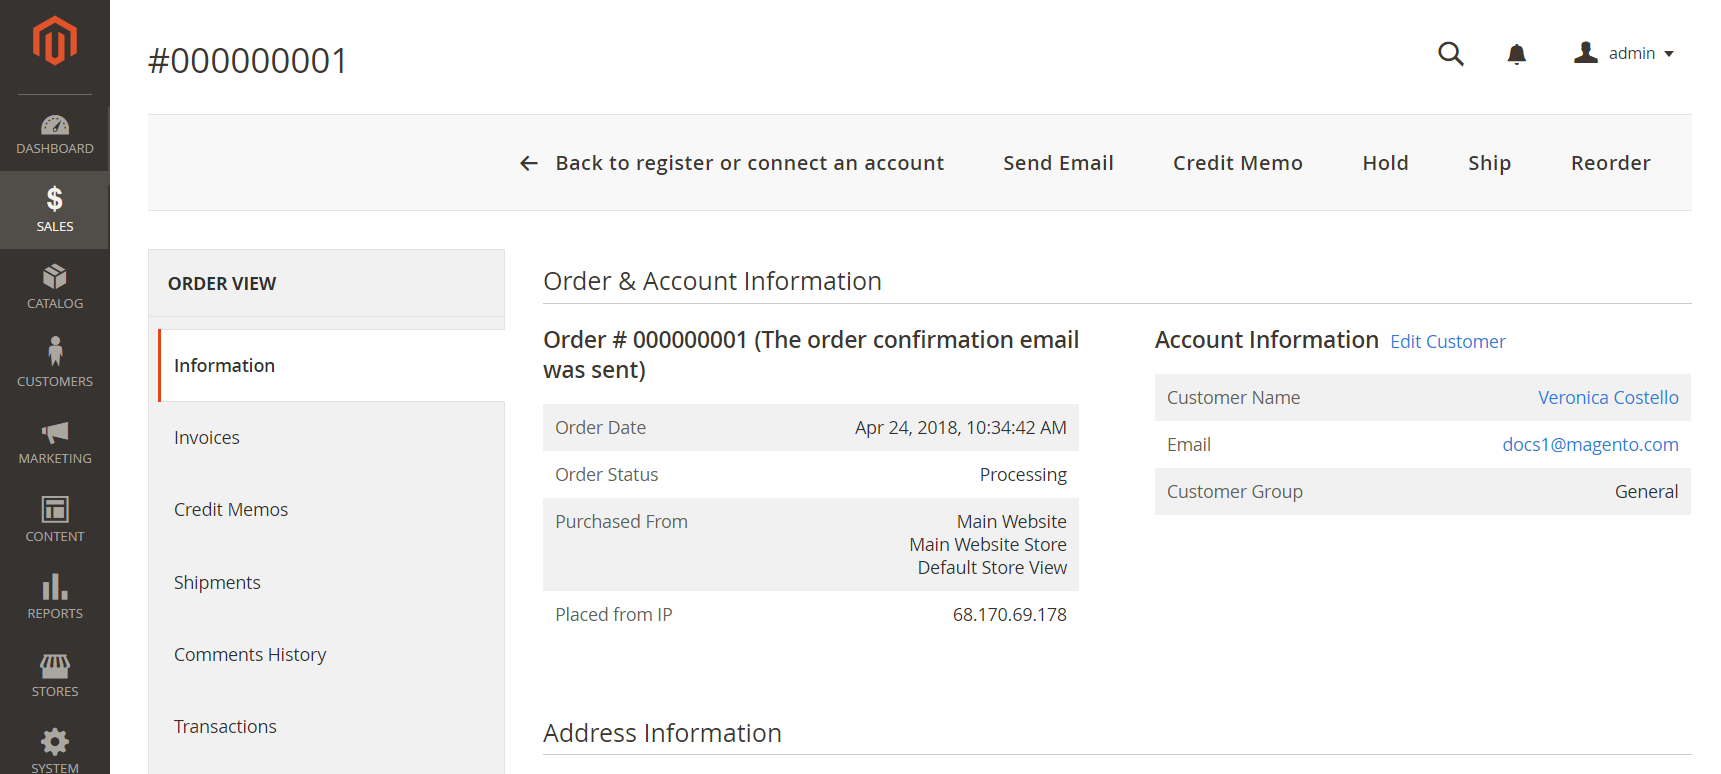 #000000001
admin
DASHBOARD
SALES
CATALOG
CUSTOMERS
MARKETING
CONTENT
REPORTS
STORES
SYSTEM
Back to register or connect an account
Send Email
Credit Memo
Hold
Ship
Reorder
ORDER VIEW
Information
Invoices
Credit Memos
Shipments
Comments History
Transactions
Order & Account Information
Order # 000000001 (The order confirmation email
was sent)
Order Date Apr 24, 2018, 10:34:42 AM
Order Status Processing
Purchased From Main Website
Main Website Store
Default Store View
Placed from IP 68.170.69.178
Account Information Edit Customer
Customer Name Veronica Costello
Email docs1@magento.com
Customer Group General
Address Information